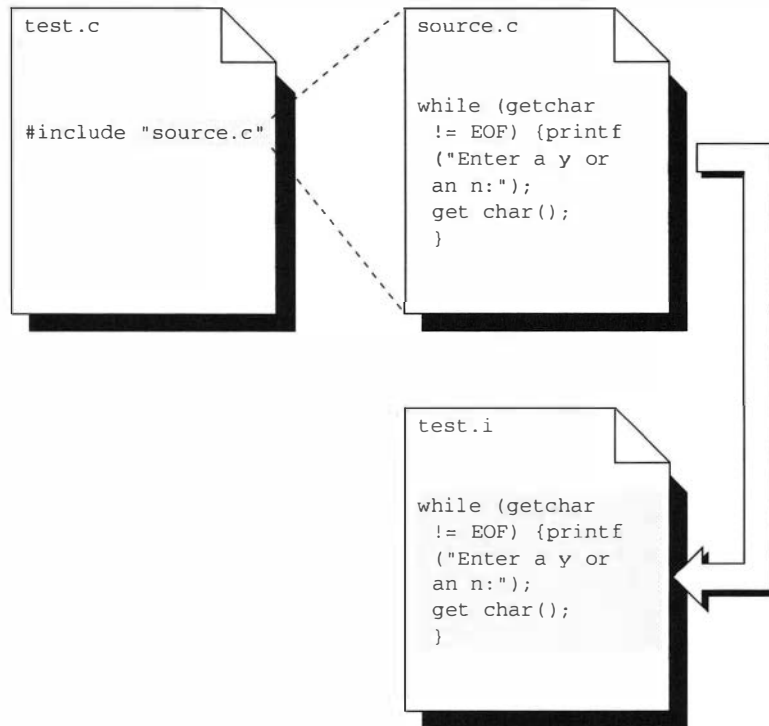 test.c
#include "source.c"
source.c
while (getchar
!= EOF) {printf
("Enter a y or
an n:");
get char();
}
test.i
while (getchar
!= EOF) {printf
("Enter a y or
an n:");
get char();
}